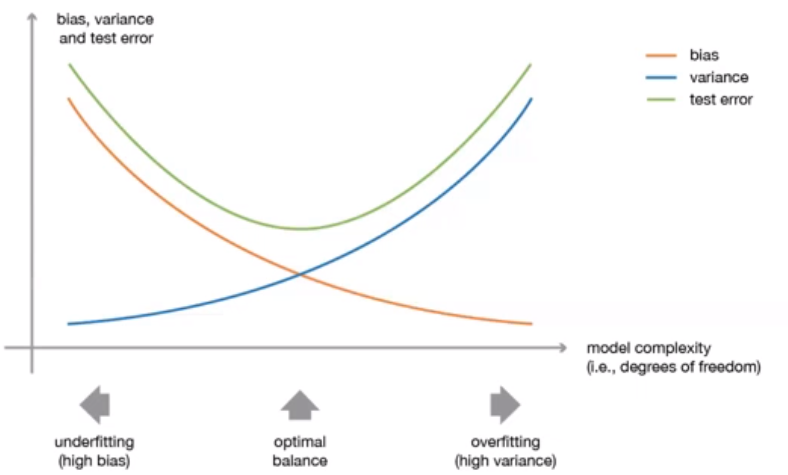 bias, variance
and test error
bias
variance
test error
model complexity
(i.e., degrees of freedom)
underfitting
(high bias)
optimal
balance
overfitting
(high variance)